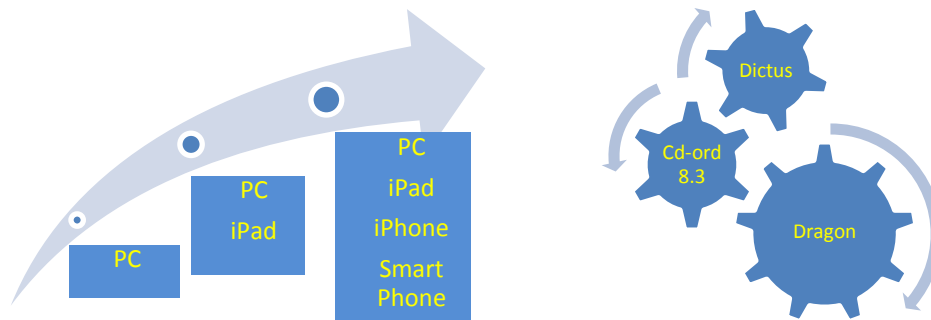 PC
PC
iPad
PC
iPad
iPhone
Smart
Phone
Dictus
Cd-ord
8.3
Dragon